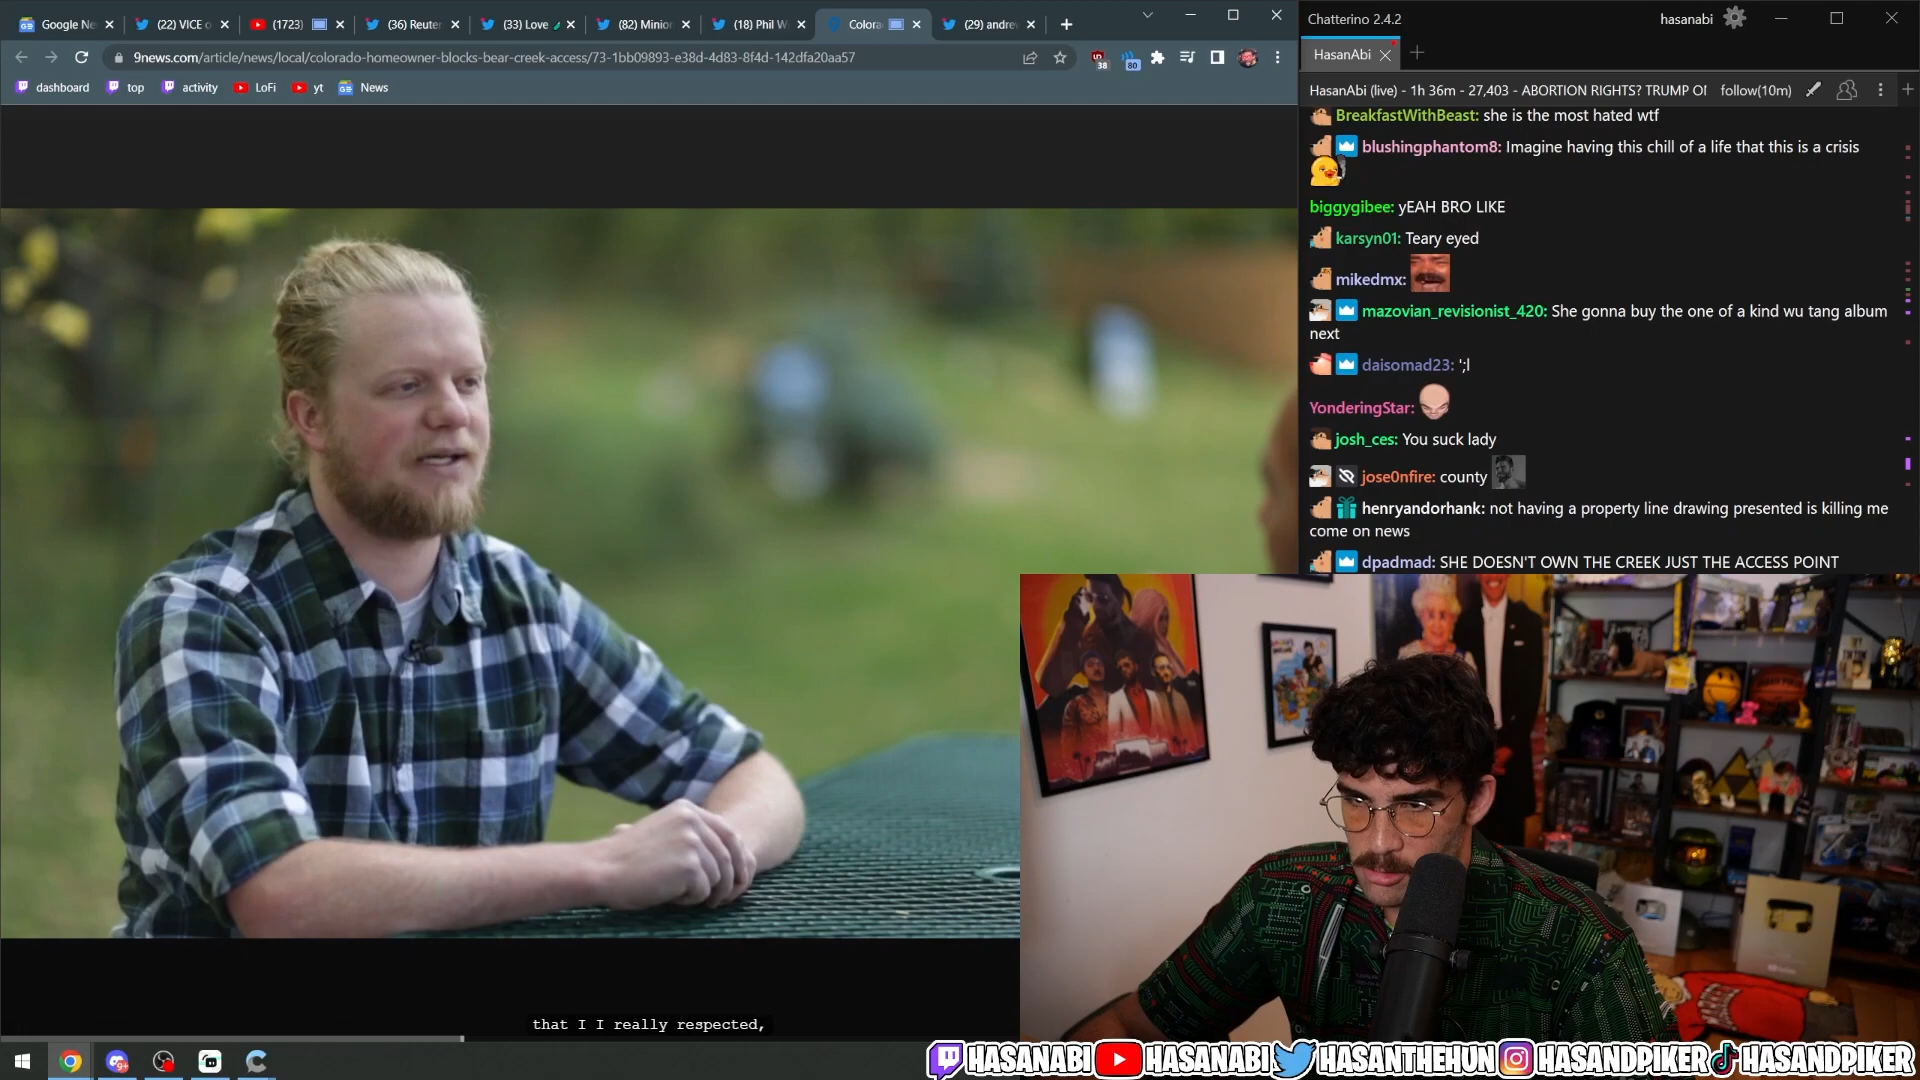 Google Ne
(22) VICE o
(1723)
(36) Reuter
(33) Love
(82) Minior
(18) Phil W
Colora
(29) andre
9news.com/article/news/local/colorado-homeowner-blocks-bear-creek-access/73-1bb09893-e38d-4d83-8f4d-142dfa20aa57
38
80
dashboard
top
activity
LoFi
yt
News
Chatterino 2.4.2
hasanabi
HasanAbi
HasanAbi (live) - 1h 36m - 27,403 - ABORTION RIGHTS? TRUMP O
follow(10m)
BreakfastWithBeast: she is the most hated wtf
blushingphantom8: Imagine having this chill of a life that this is a crisis
biggygibee: yEAH BRO LIKE
karsyn01: Teary eyed
mikedmx:
mazovian_revisionist_420: She gonna buy the one of a kind wu tang album
next
daisomad23: ';l
YonderingStar:
josh_ces: You suck lady
jose0nfire: county
henryandorhank: not having a property line drawing presented is killing me
come on news
dpadmad: SHE DOESN'T OWN THE CREEK JUST THE ACCESS POINT
that I I really respected,
9+
HASANABI HASANABI HASANTHEHUN HASANDPIKER HASANDPIKER